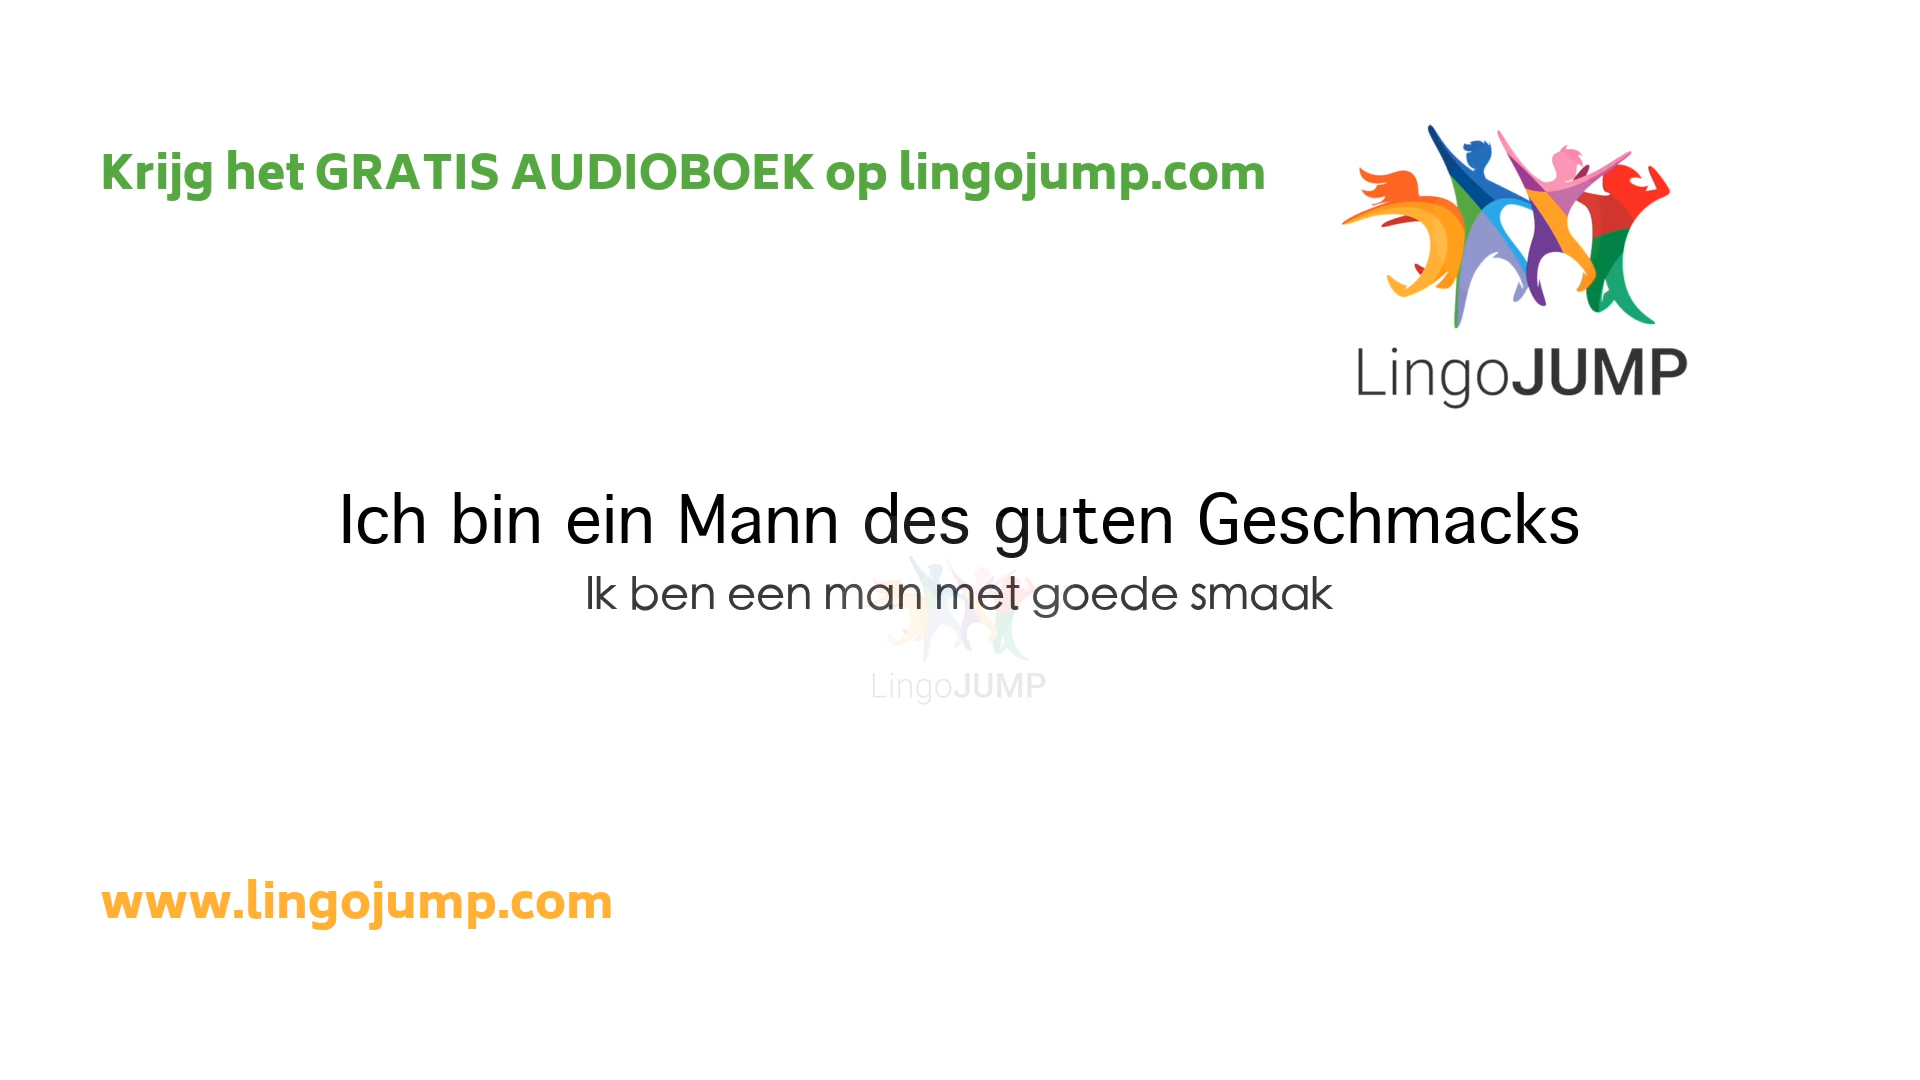 Krijg het GRATIS AUDIOBOEK op lingojump.com
LingoJUMP
Ich bin ein Mann des guten Geschmacks
Ik ben een man met goede smaak
LingoJUMP
www.lingojump.com